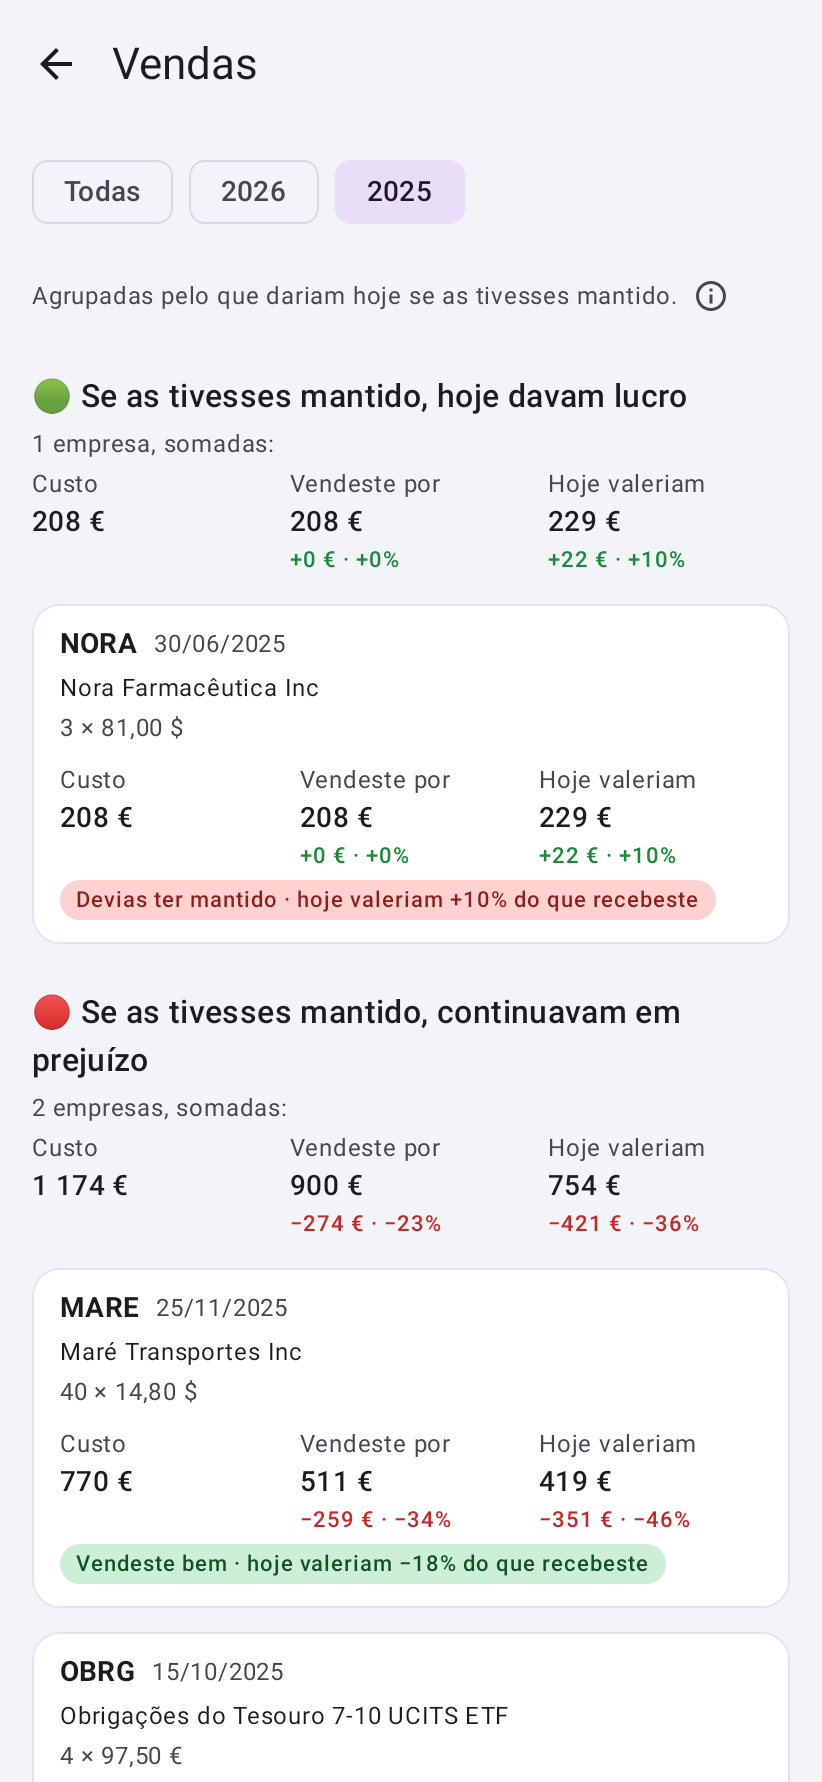 Vendas
Todas
2026
2025
Agrupadas pelo que dariam hoje se as tivesses mantido.
Se as tivesses mantido, hoje davam lucro
1 empresa, somadas:
Custo Vendeste por Hoje valeriam
208 € 208 € 229 €
+0 € · +0% +22 € · +10%
NORA 30/06/2025
Nora Farmacêutica Inc
3 × 81,00 $
Custo Vendeste por Hoje valeriam
208 € 208 € 229 €
+0 € · +0% +22 € · +10%
Devias ter mantido · hoje valeriam +10% do que recebeste
Se as tivesses mantido, continuavam em
prejuízo
2 empresas, somadas:
Custo Vendeste por Hoje valeriam
1 174 € 900 € 754 €
−274 € · −23% −421 € · −36%
MARE 25/11/2025
Maré Transportes Inc
40 × 14,80 $
Custo Vendeste por Hoje valeriam
770 € 511 € 419 €
−259 € · −34% −351 € · −46%
Vendeste bem · hoje valeriam −18% do que recebeste
OBRG 15/10/2025
Obrigações do Tesouro 7-10 UCITS ETF
4 × 97,50 €